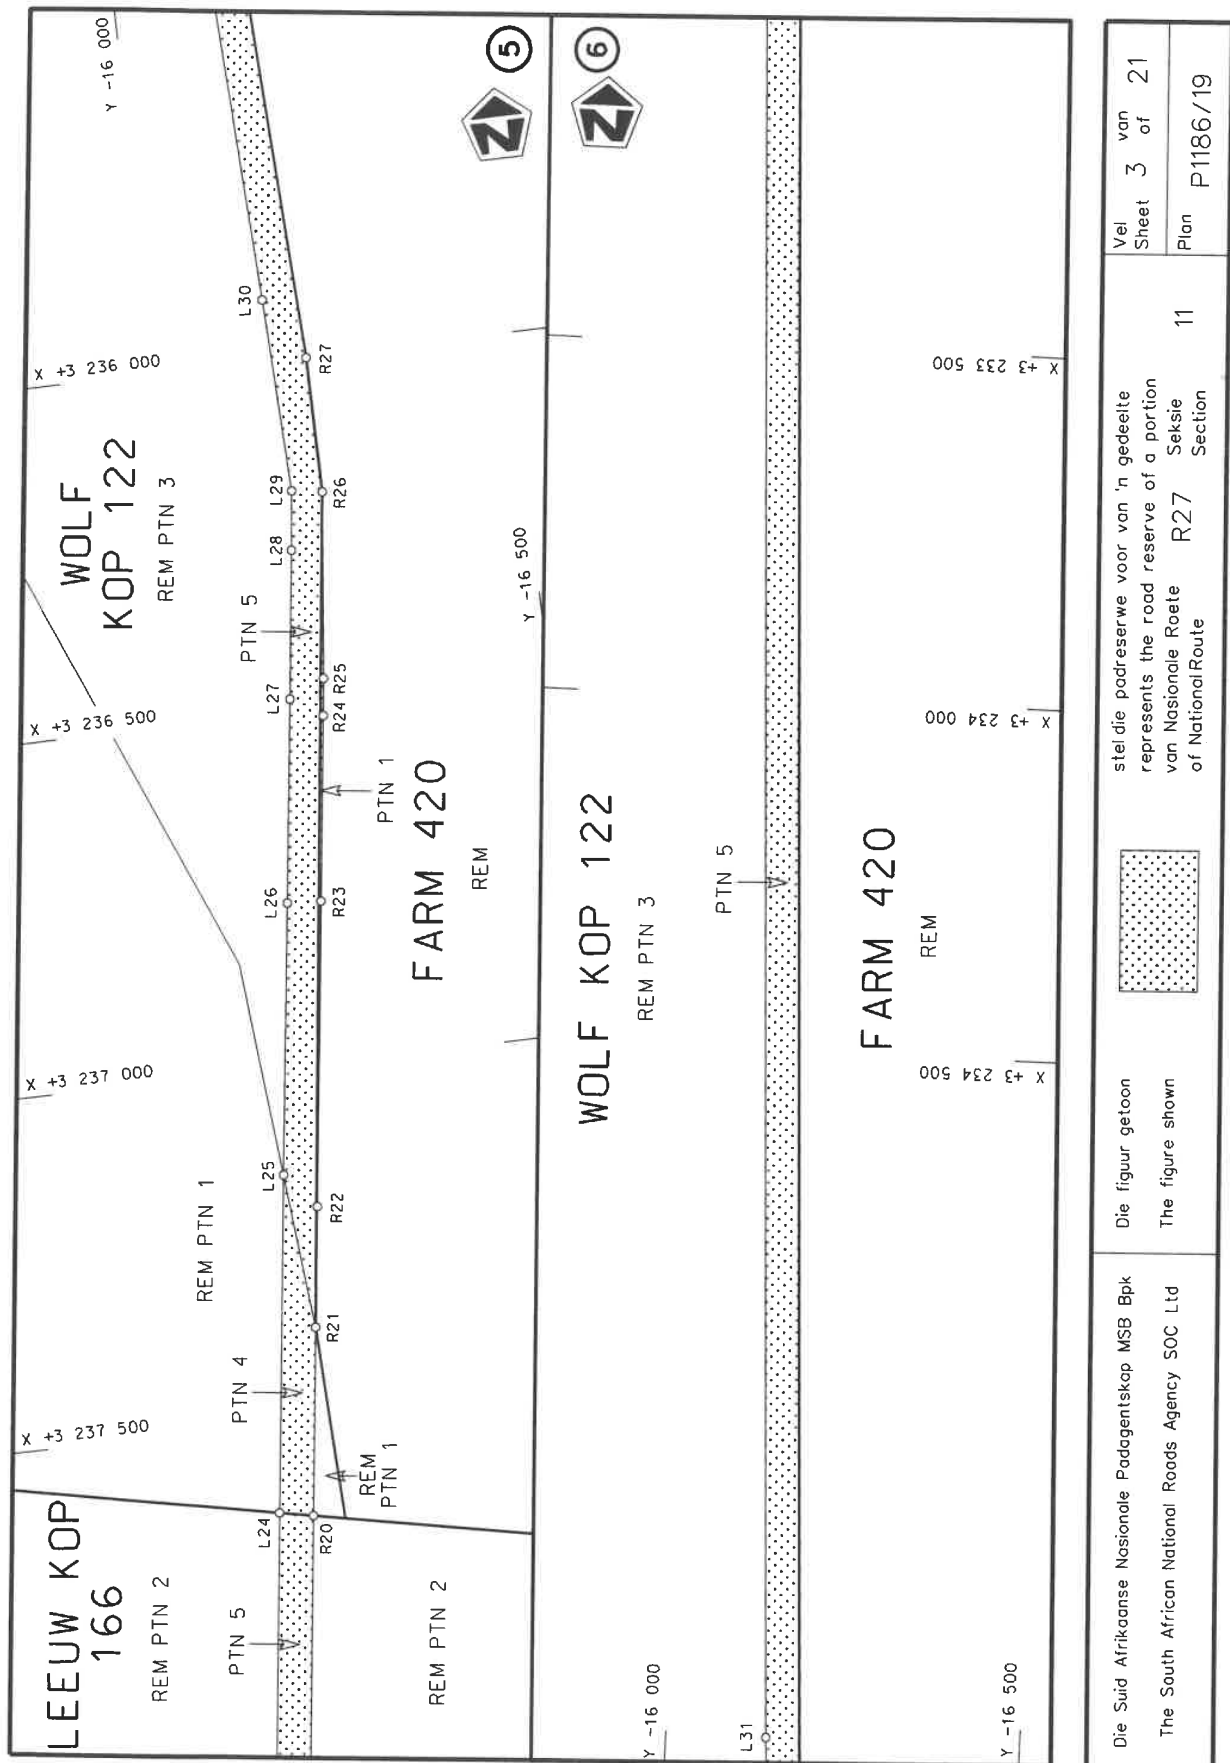 LEEUW KOP
166
REM PTN 2
PTN 5
REM PTN 2
L24
R20
X +3 237 500
PTN 4
REM
PTN 1
R21
REM PTN 1
R22
L25
X +3 237 000
L26
R23
FARM 420
REM
PTN 1
X +3 236 500
L27
R24
R25
PTN 5
L28
L29
R26
WOLF
KOP 122
REM PTN 3
X +3 236 000
R27
L30
Y -16 000
Y -16 500
N
5
6
N
Y -16 000
L31
Y -16 500
WOLF KOP 122
REM PTN 3
PTN 5
FARM 420
REM
X +3 234 500
X +3 234 000
X +3 233 500
Die Suid Afrikaanse Nasionale Padagentskap MSB Bpk
The South African National Roads Agency SOC Ltd
Die figuur getoon
The figure shown
stel die padreserwe voor van 'n gedeelte
represents the road reserve of a portion
van Nasionale Roete R27 Seksie 11
of National Route Section
Vel 3 van 21
Sheet of
Plan P1186/19